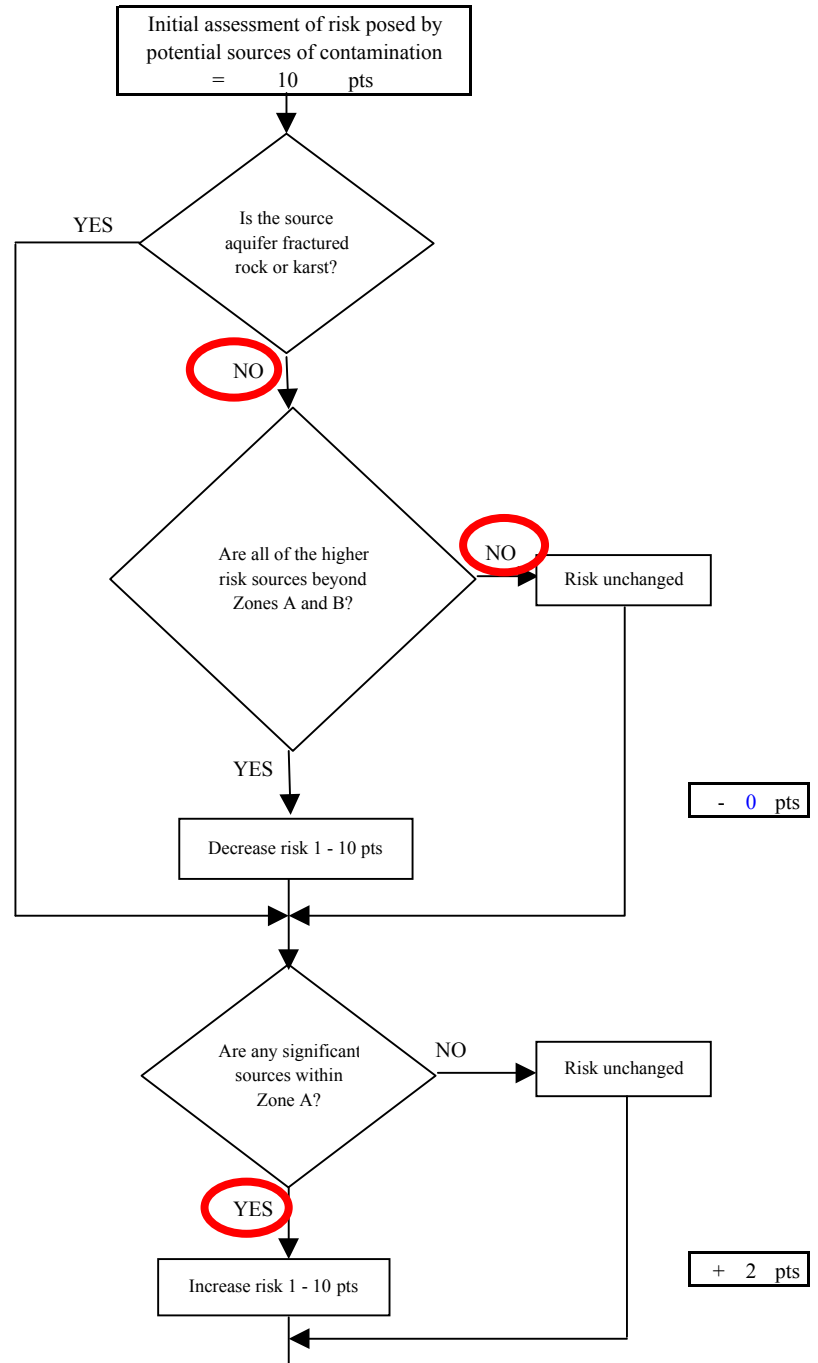 Initial assessment of risk posed by
potential sources of contamination
= 10 pts
YES
Is the source
aquifer fractured
rock or karst?
NO
Are all of the higher
risk sources beyond
Zones A and B?
NO
Risk unchanged
YES
- 0 pts
Decrease risk 1 - 10 pts
Are any significant
sources within
Zone A?
NO
Risk unchanged
YES
+ 2 pts
Increase risk 1 - 10 pts